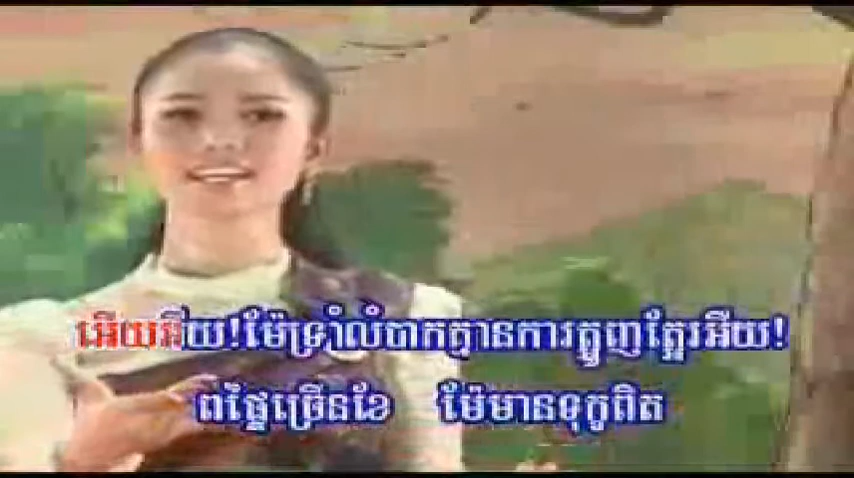 អើយអីយ!ម៉ែទ្រាំលំបាកគ្មានការត្អូញត្អែរអីយ!
ពផ្ទៃច្រើនខែ ម៉ែមានទុក្ខពិត